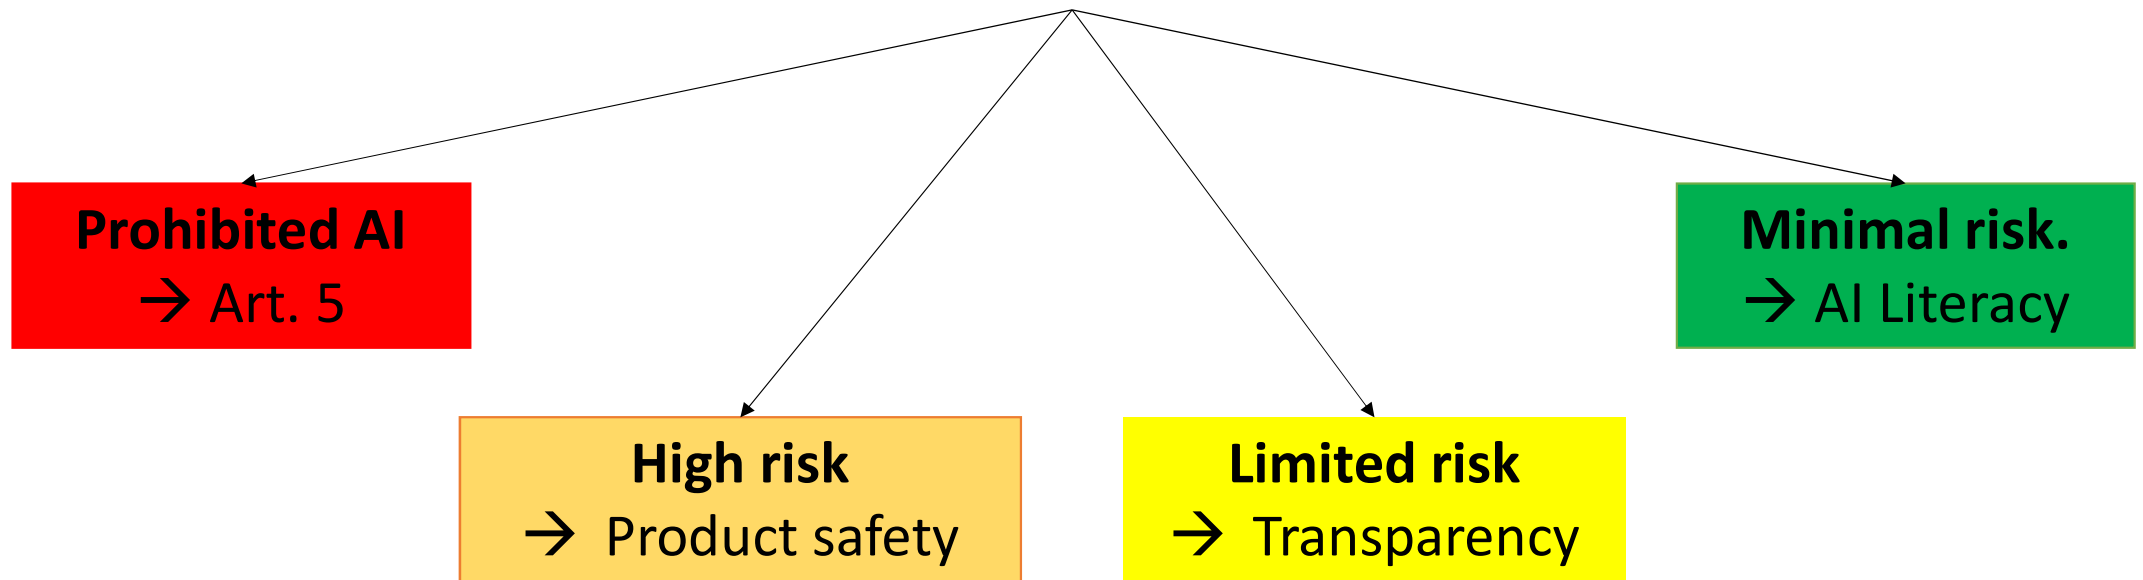 Prohibited AI
→ Art. 5
Minimal risk.
→ AI Literacy
High risk
→ Product safety
Limited risk
→ Transparency